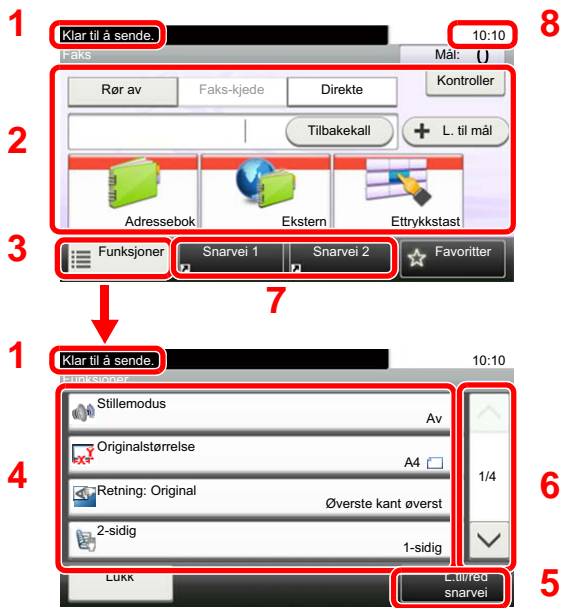 1
Klar til å sende.
10:10
8
Faks
Mål: ()
Rør av
Faks-kjede
Direkte
Kontroller
2
Tilbakekall
L. til mål
Adressebok
Ekstern
Ettrykkstast
3
Funksjoner
Snarvei 1
Snarvei 2
Favoritter
7
1
Klar til å sende.
10:10
Funksjoner
4
Stillemodus
Av
Originalstørrelse
A4
1/4
6
Retning: Original
Øverste kant øverst
2-sidig
1-sidig
Lukk
L.til/red
snarvei
5